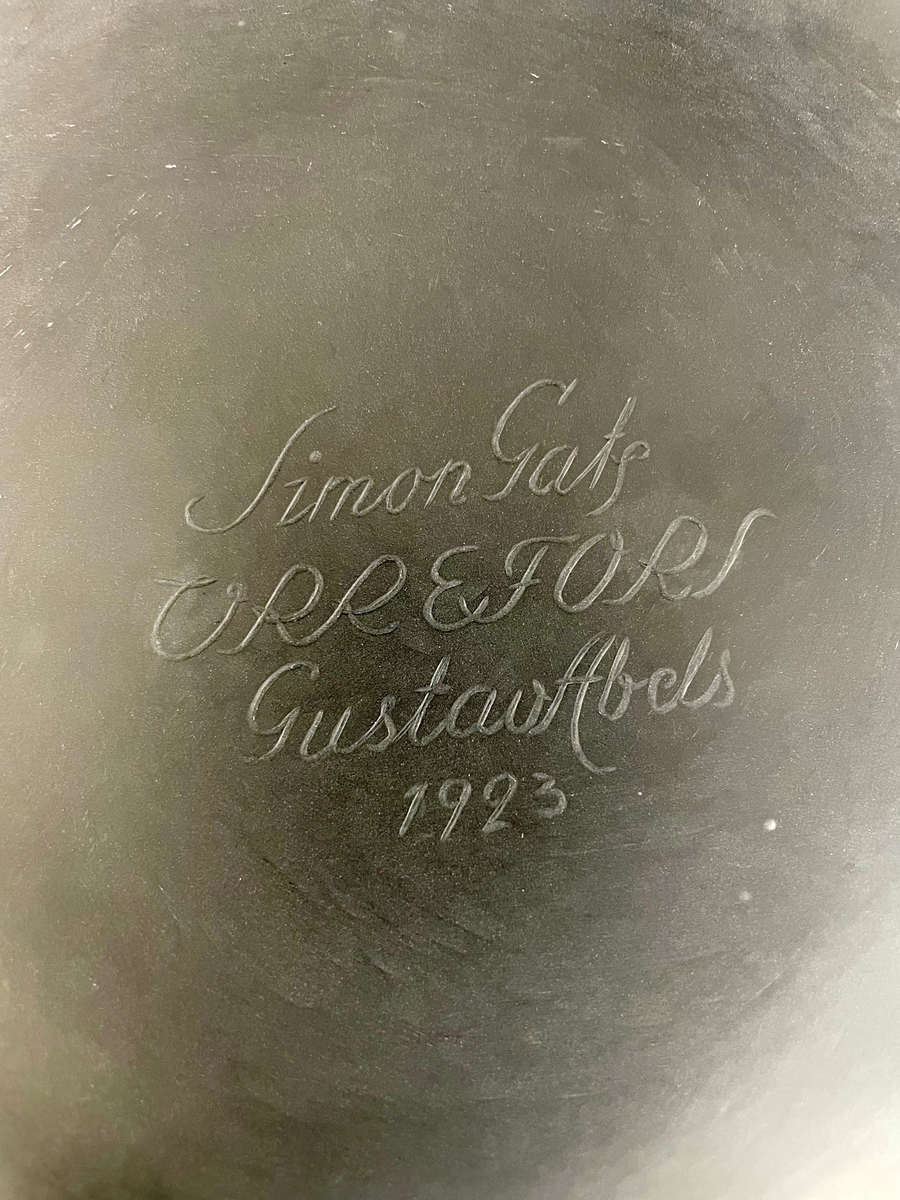 Simon Gate
ORREFORS
Gustav Abels
1923